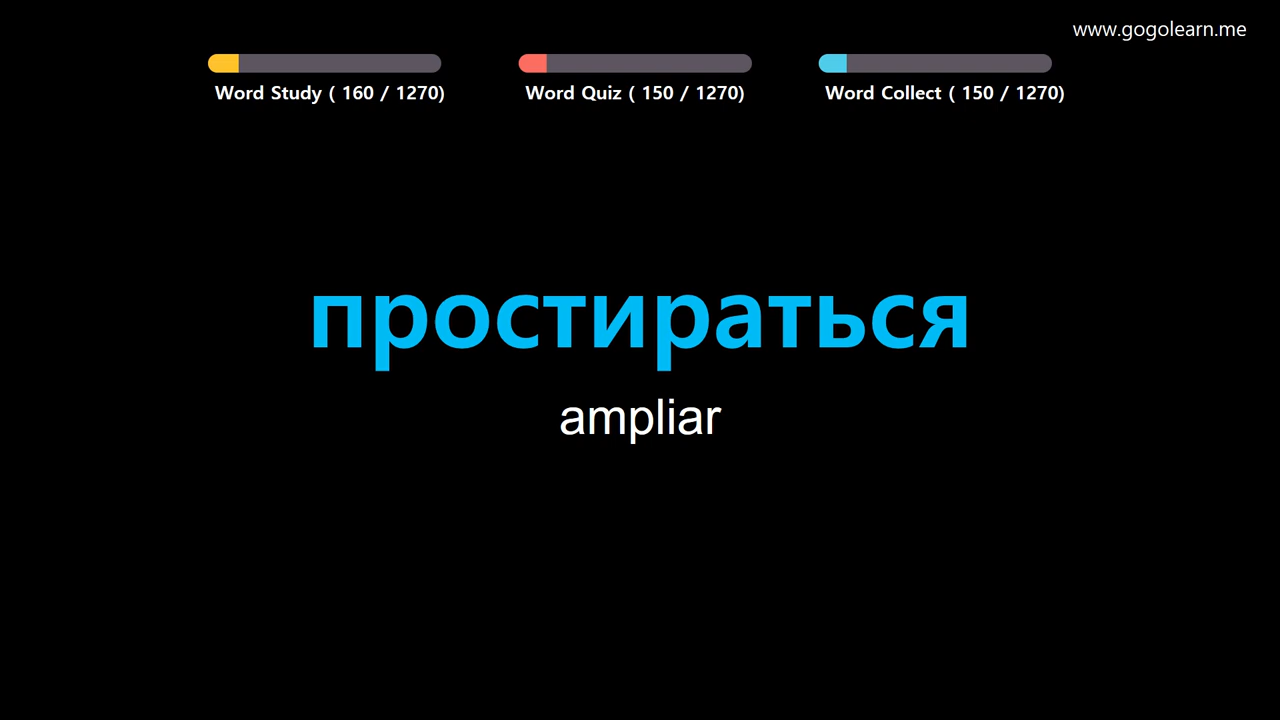 www.gogolearn.me
Word Study ( 160 / 1270)
Word Quiz ( 150 / 1270)
Word Collect ( 150 / 1270)
простираться
ampliar